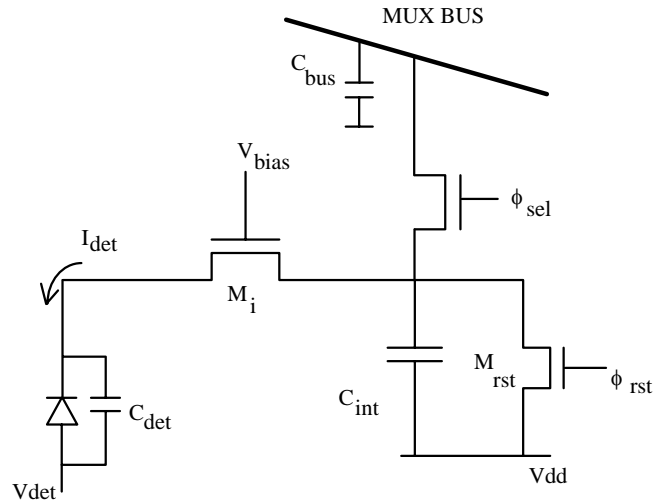 MUX BUS
C bus
V bias
ϕ sel
I det
M i
M rst
ϕ rst
C int
C det
Vdd
Vdet